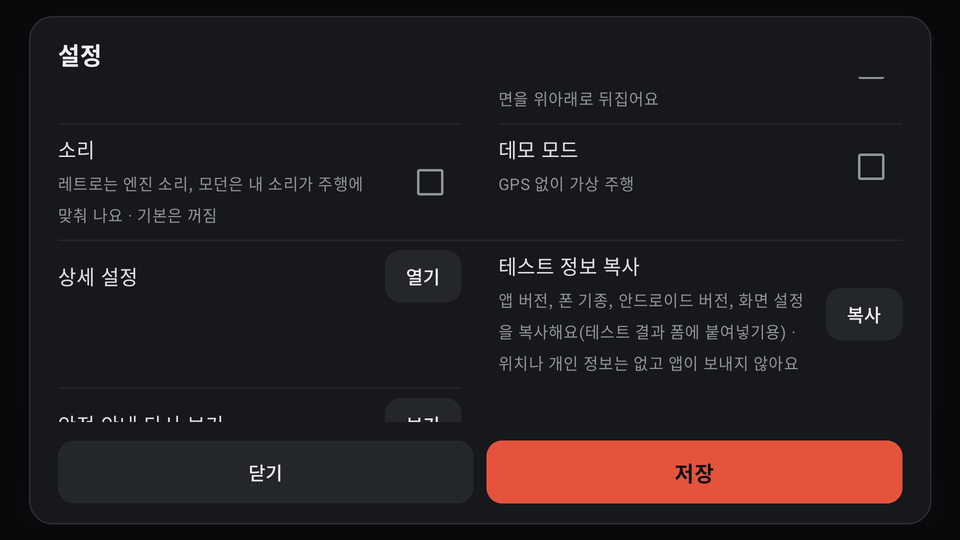 설정
면을 위아래로 뒤집어요
소리
레트로는 엔진 소리, 모던은 내 소리가 주행에
맞춰 나요 · 기본은 꺼짐
데모 모드
GPS 없이 가상 주행
상세 설정
열기
테스트 정보 복사
앱 버전, 폰 기종, 안드로이드 버전, 화면 설정
을 복사해요(테스트 결과 폼에 붙여넣기용) ·
위치나 개인 정보는 없고 앱이 보내지 않아요
복사
닫기
저장